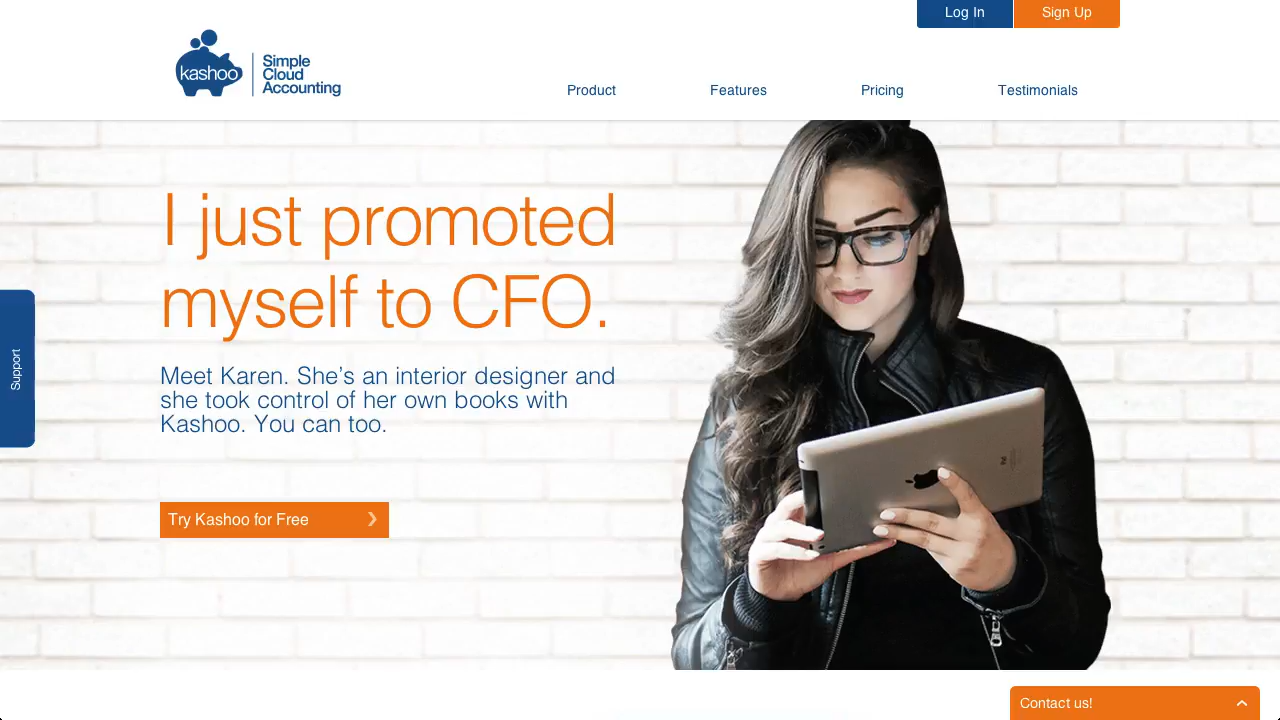 Log In
Sign Up
kashoo
Simple
Cloud
Accounting
Product
Features
Pricing
Testimonials
I just promoted
myself to CFO.
Meet Karen. She’s an interior designer and
she took control of her own books with
Kashoo. You can too.
Support
Try Kashoo for Free
Contact us!